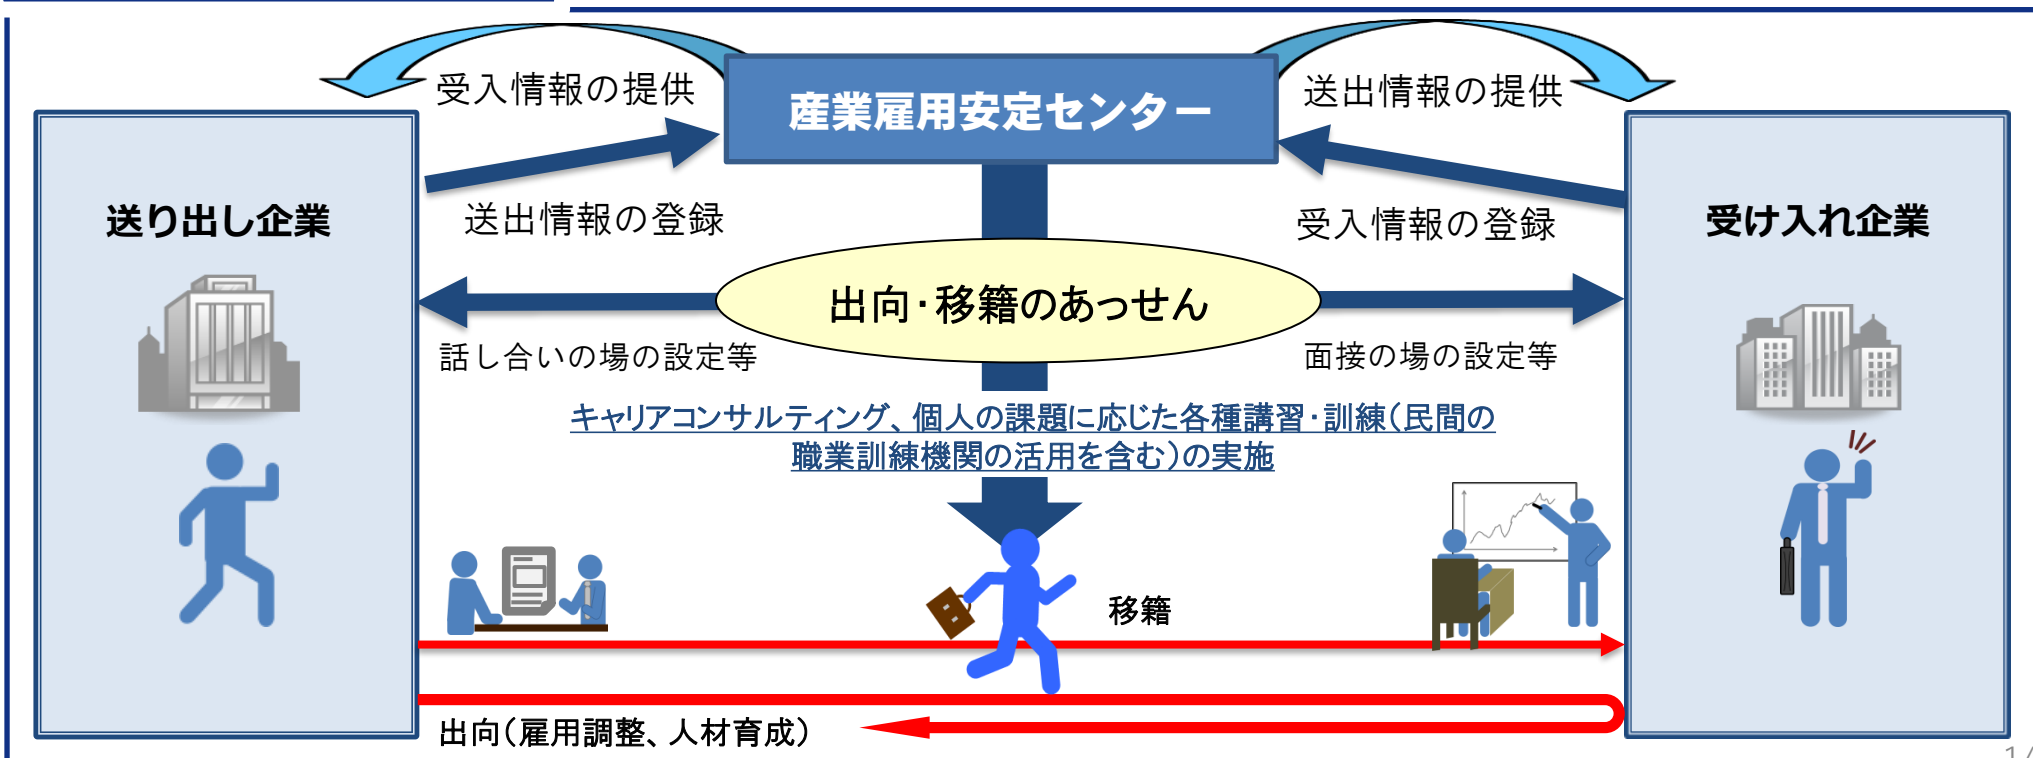 受入情報の提供
産業雇用安定センター
送出情報の提供
送り出し企業
送出情報の登録
受入情報の登録
受け入れ企業
出向・移籍のあっせん
話し合いの場の設定等
面接の場の設定等
キャリアコンサルティング、個人の課題に応じた各種講習・訓練（民間の
職業訓練機関の活用を含む）の実施
移籍
出向（雇用調整、人材育成）